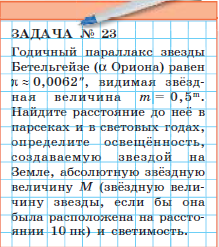 ЗАДАЧА № 23
Годичный параллакс звезды
Бетельгейзе (α Ориона) равен
π ≈ 0,0062″, видимая звёзд-
ная величина m = 0,5ᵐ.
Найдите расстояние до неё в
парсеках и в световых годах,
определите освещённость,
создаваемую звездой на
Земле, абсолютную звёздную
величину M (звёздную вели-
чину звезды, если бы она
была расположена на рассто-
янии 10 пк) и светимость.